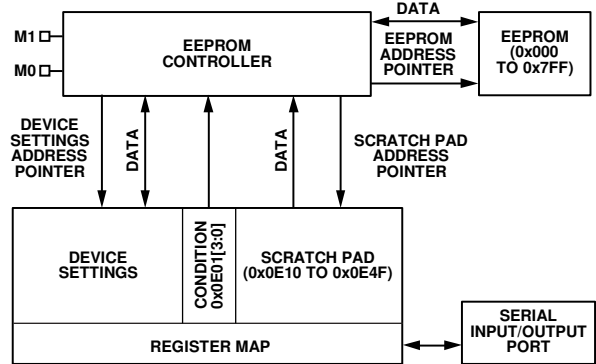 DATA
M1
EEPROM
CONTROLLER
M0
EEPROM
ADDRESS
POINTER
EEPROM
(0x000
TO 0x7FF)
DEVICE
SETTINGS
ADDRESS
POINTER
DATA
DATA
SCRATCH PAD
ADDRESS
POINTER
DEVICE
SETTINGS
CONDITION
0x0E01[3:0]
SCRATCH PAD
(0x0E10 TO 0x0E4F)
REGISTER MAP
SERIAL
INPUT/OUTPUT
PORT